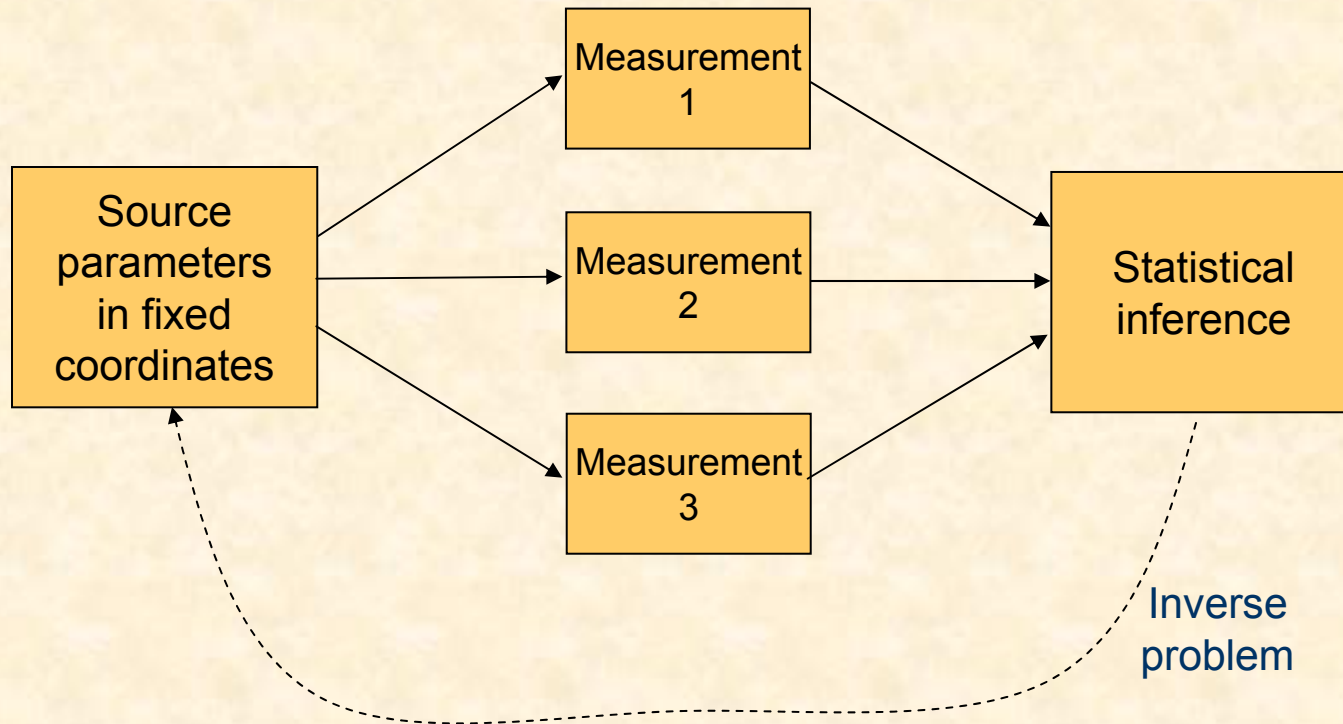 Source
parameters
in fixed
coordinates
Measurement
1
Measurement
2
Measurement
3
Statistical
inference
Inverse
problem